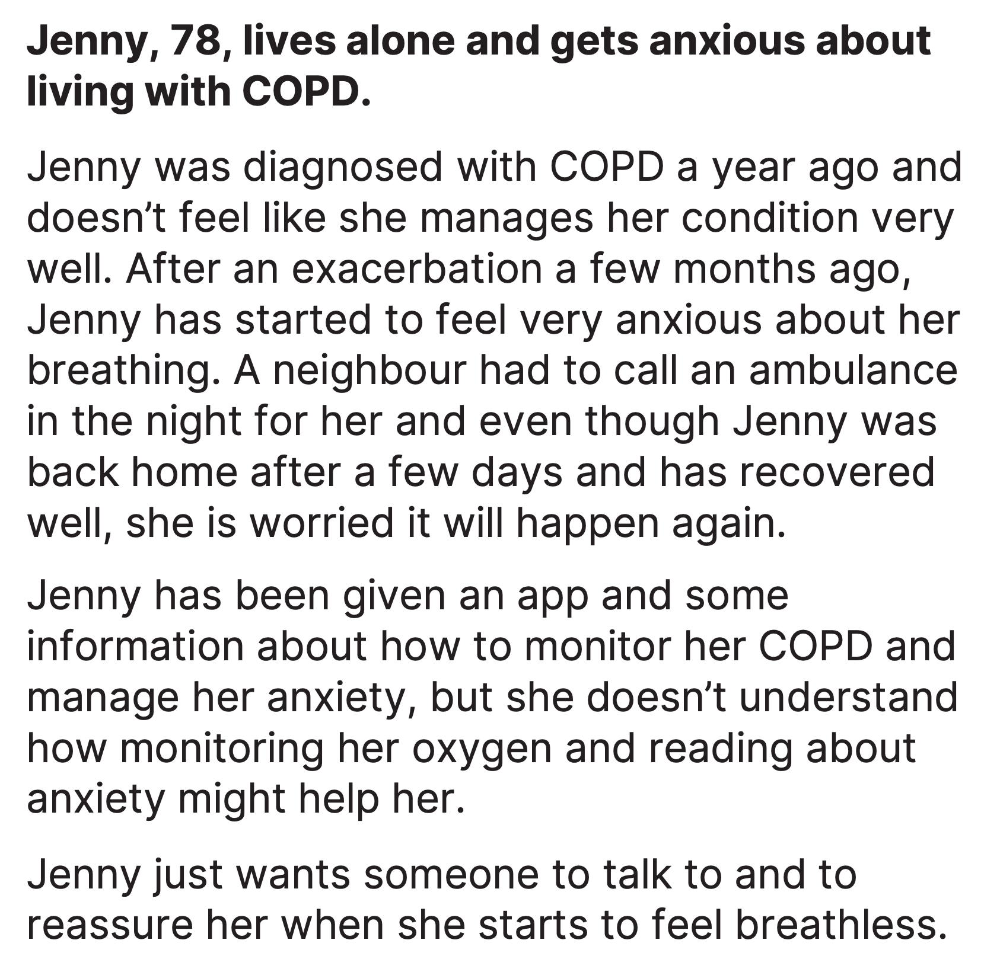 Jenny, 78, lives alone and gets anxious about
living with COPD.
Jenny was diagnosed with COPD a year ago and
doesn’t feel like she manages her condition very
well. After an exacerbation a few months ago,
Jenny has started to feel very anxious about her
breathing. A neighbour had to call an ambulance
in the night for her and even though Jenny was
back home after a few days and has recovered
well, she is worried it will happen again.
Jenny has been given an app and some
information about how to monitor her COPD and
manage her anxiety, but she doesn’t understand
how monitoring her oxygen and reading about
anxiety might help her.
Jenny just wants someone to talk to and to
reassure her when she starts to feel breathless.